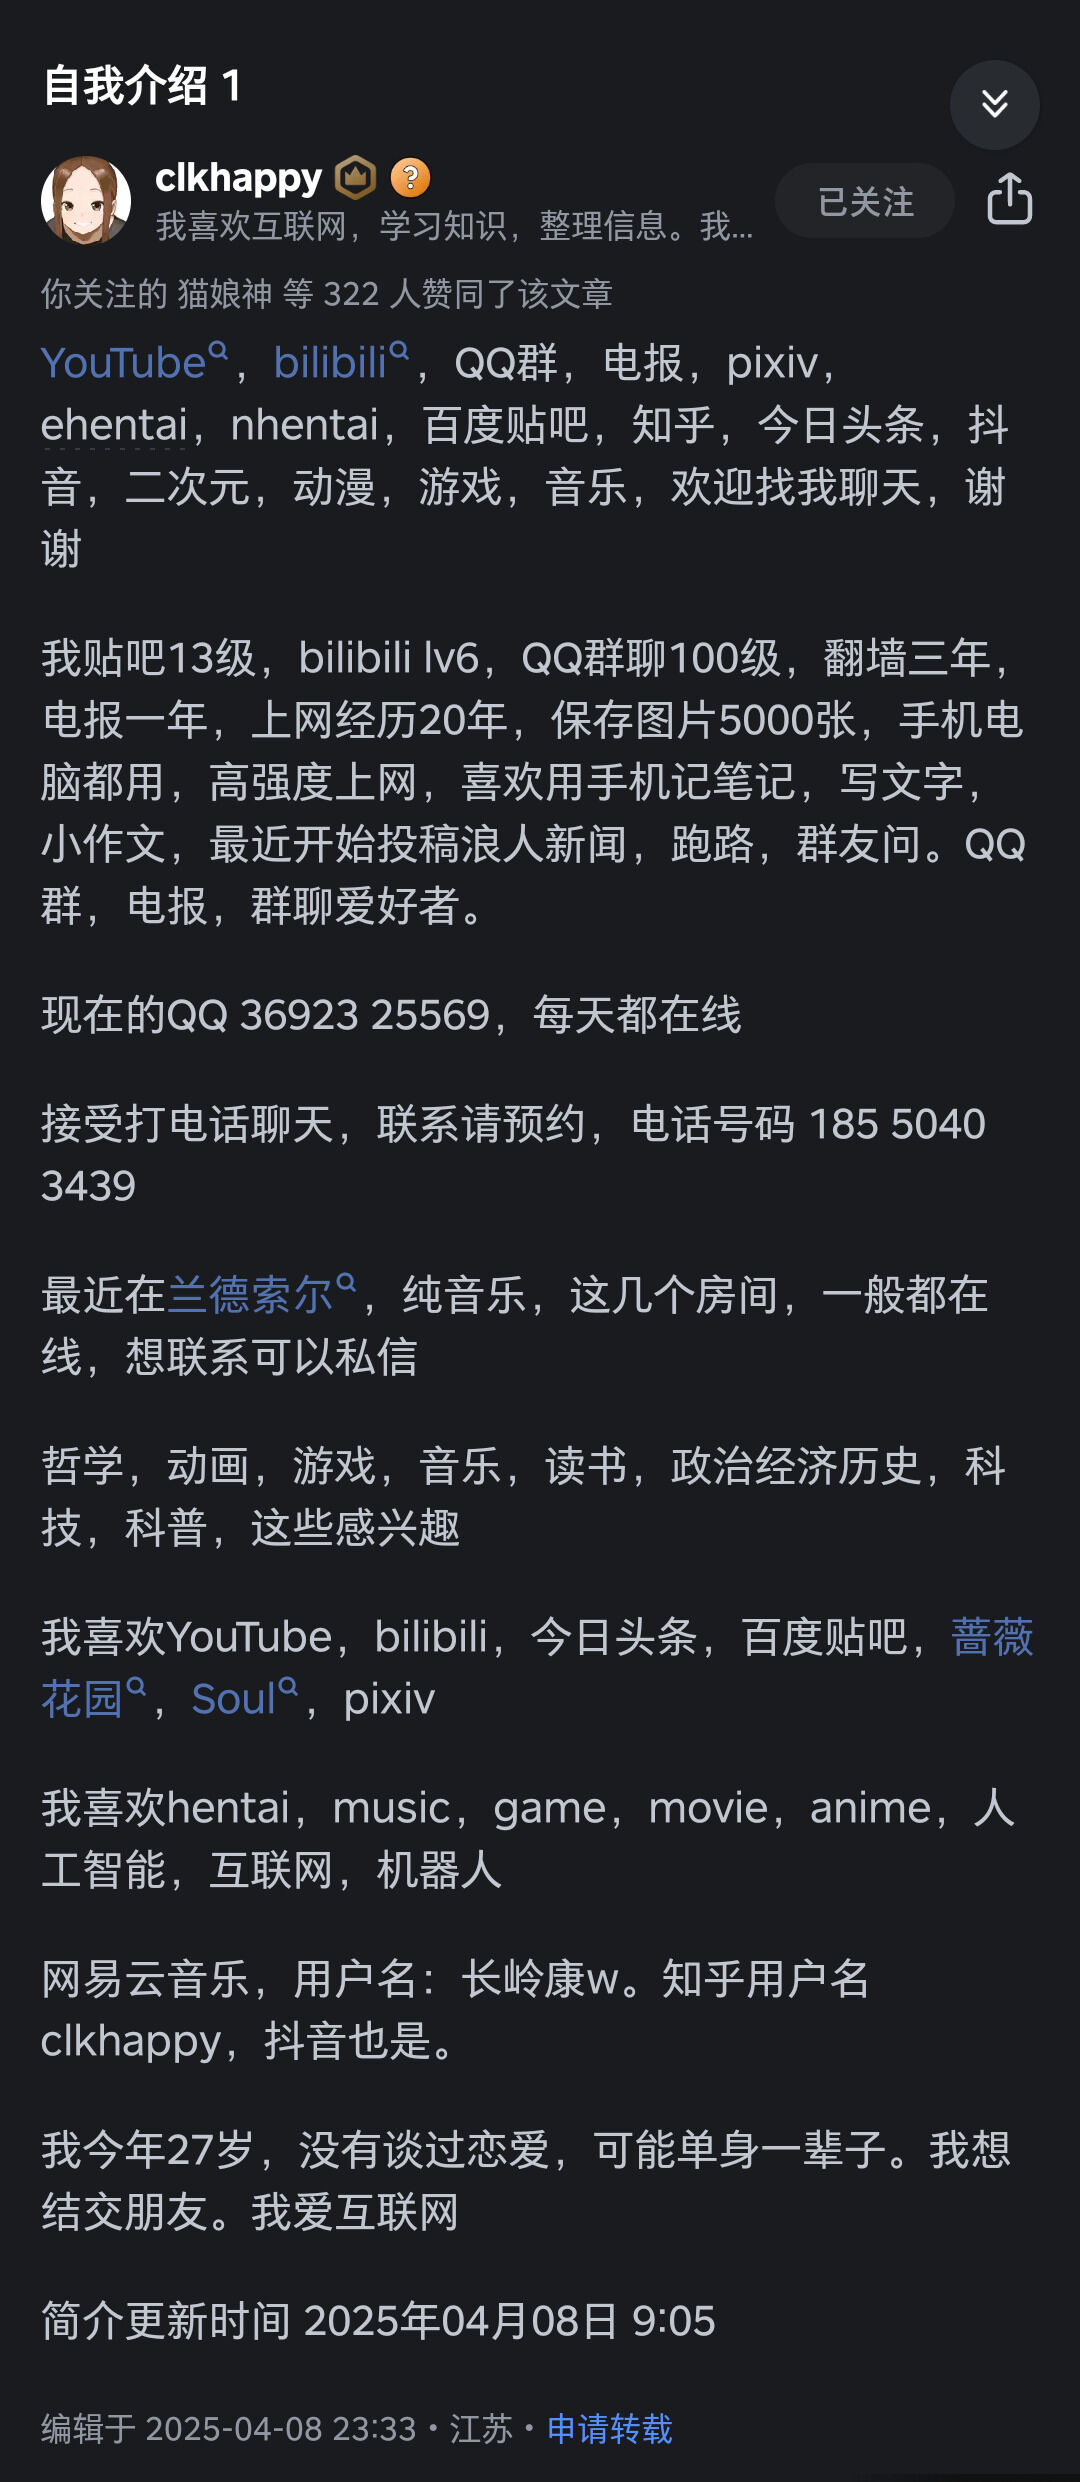 自我介绍 1
clkhappy
我喜欢互联网，学习知识，整理信息。我...
已关注
你关注的 猫娘神 等 322 人赞同了该文章
YouTube，bilibili，QQ群，电报，pixiv，
ehentai，nhentai，百度贴吧，知乎，今日头条，抖
音，二次元，动漫，游戏，音乐，欢迎找我聊天，谢
谢
我贴吧13级，bilibili lv6，QQ群聊100级，翻墙三年，
电报一年，上网经历20年，保存图片5000张，手机电
脑都用，高强度上网，喜欢用手机记笔记，写文字，
小作文，最近开始投稿浪人新闻，跑路，群友问。QQ
群，电报，群聊爱好者。
现在的QQ 36923 25569，每天都在线
接受打电话聊天，联系请预约，电话号码 185 5040
3439
最近在兰德索尔，纯音乐，这几个房间，一般都在
线，想联系可以私信
哲学，动画，游戏，音乐，读书，政治经济历史，科
技，科普，这些感兴趣
我喜欢YouTube，bilibili，今日头条，百度贴吧，蔷薇
花园，Soul，pixiv
我喜欢hentai，music，game，movie，anime，人
工智能，互联网，机器人
网易云音乐，用户名：长岭康w。知乎用户名
clkhappy，抖音也是。
我今年27岁，没有谈过恋爱，可能单身一辈子。我想
结交朋友。我爱互联网
简介更新时间 2025年04月08日 9:05
编辑于 2025-04-08 23:33・江苏・申请转载